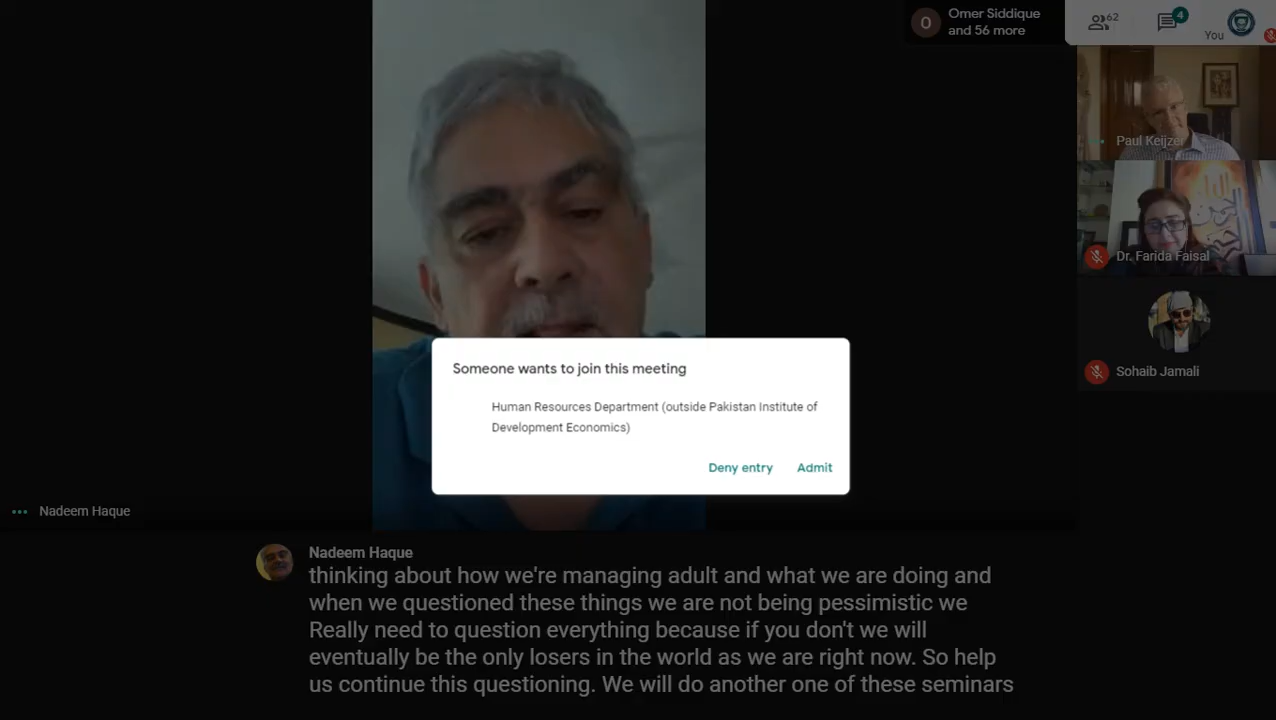 Omer Siddique
and 56 more
O
62
4
You
Paul Keijzer
Dr. Farida Faisal
Sohaib Jamali
Someone wants to join this meeting
Human Resources Department (outside Pakistan Institute of
Development Economics)
Deny entry Admit
Nadeem Haque
Nadeem Haque
thinking about how we're managing adult and what we are doing and
when we questioned these things we are not being pessimistic we
Really need to question everything because if you don't we will
eventually be the only losers in the world as we are right now. So help
us continue this questioning. We will do another one of these seminars